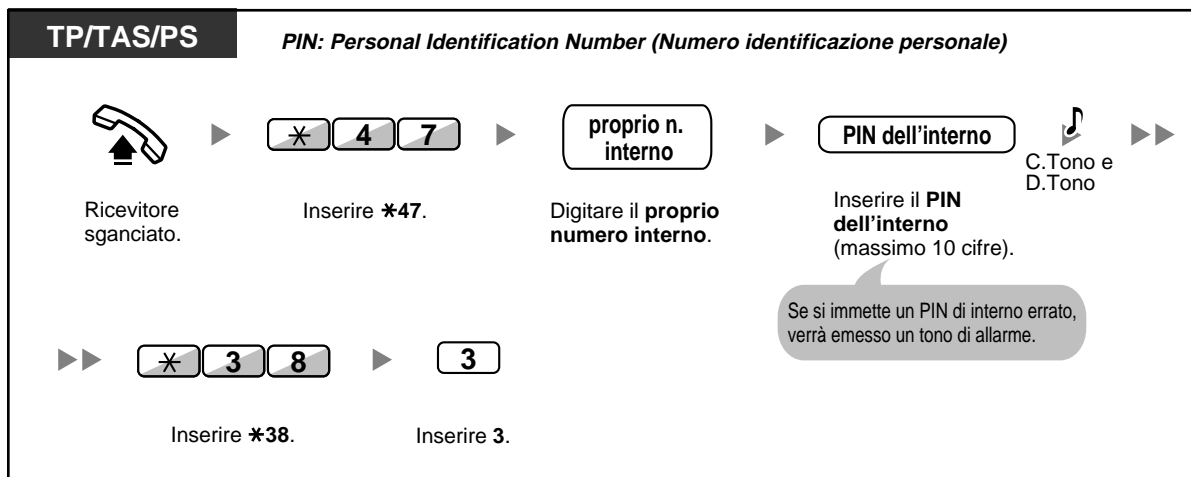 TP/TAS/PS
PIN: Personal Identification Number (Numero identificazione personale)
* 4 7
proprio n.
interno
PIN dell'interno
C.Tono e
D.Tono
Ricevitore
sganciato.
Inserire *47.
Digitare il proprio
numero interno.
Inserire il PIN
dell'interno
(massimo 10 cifre).
Se si immette un PIN di interno errato,
verrà emesso un tono di allarme.
* 3 8
3
Inserire *38.
Inserire 3.